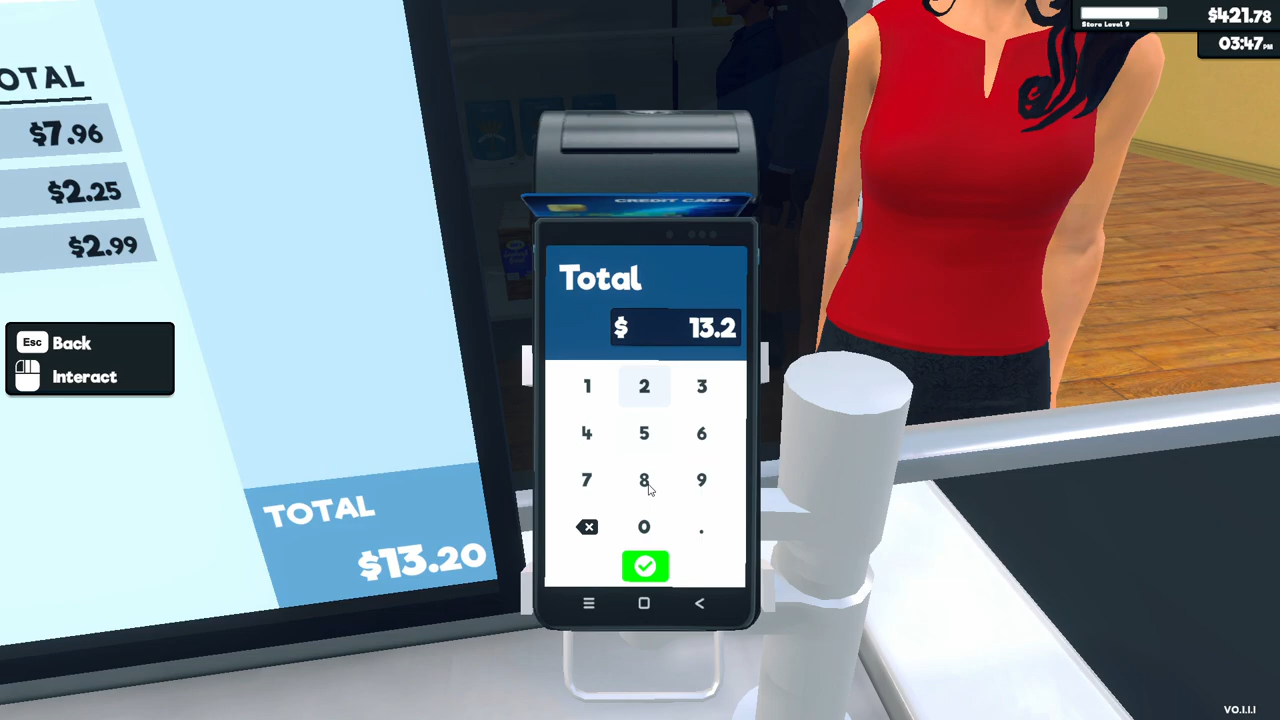 OTAL
$7.96
$2.25
$2.99
Esc Back
Interact
TOTAL
$13.20
CREDIT CARD
Total
$ 13.2
1 2 3
4 5 6
7 8 9
0 .
Store Level 9
$421.78
03:47PM
V0.1.1.1